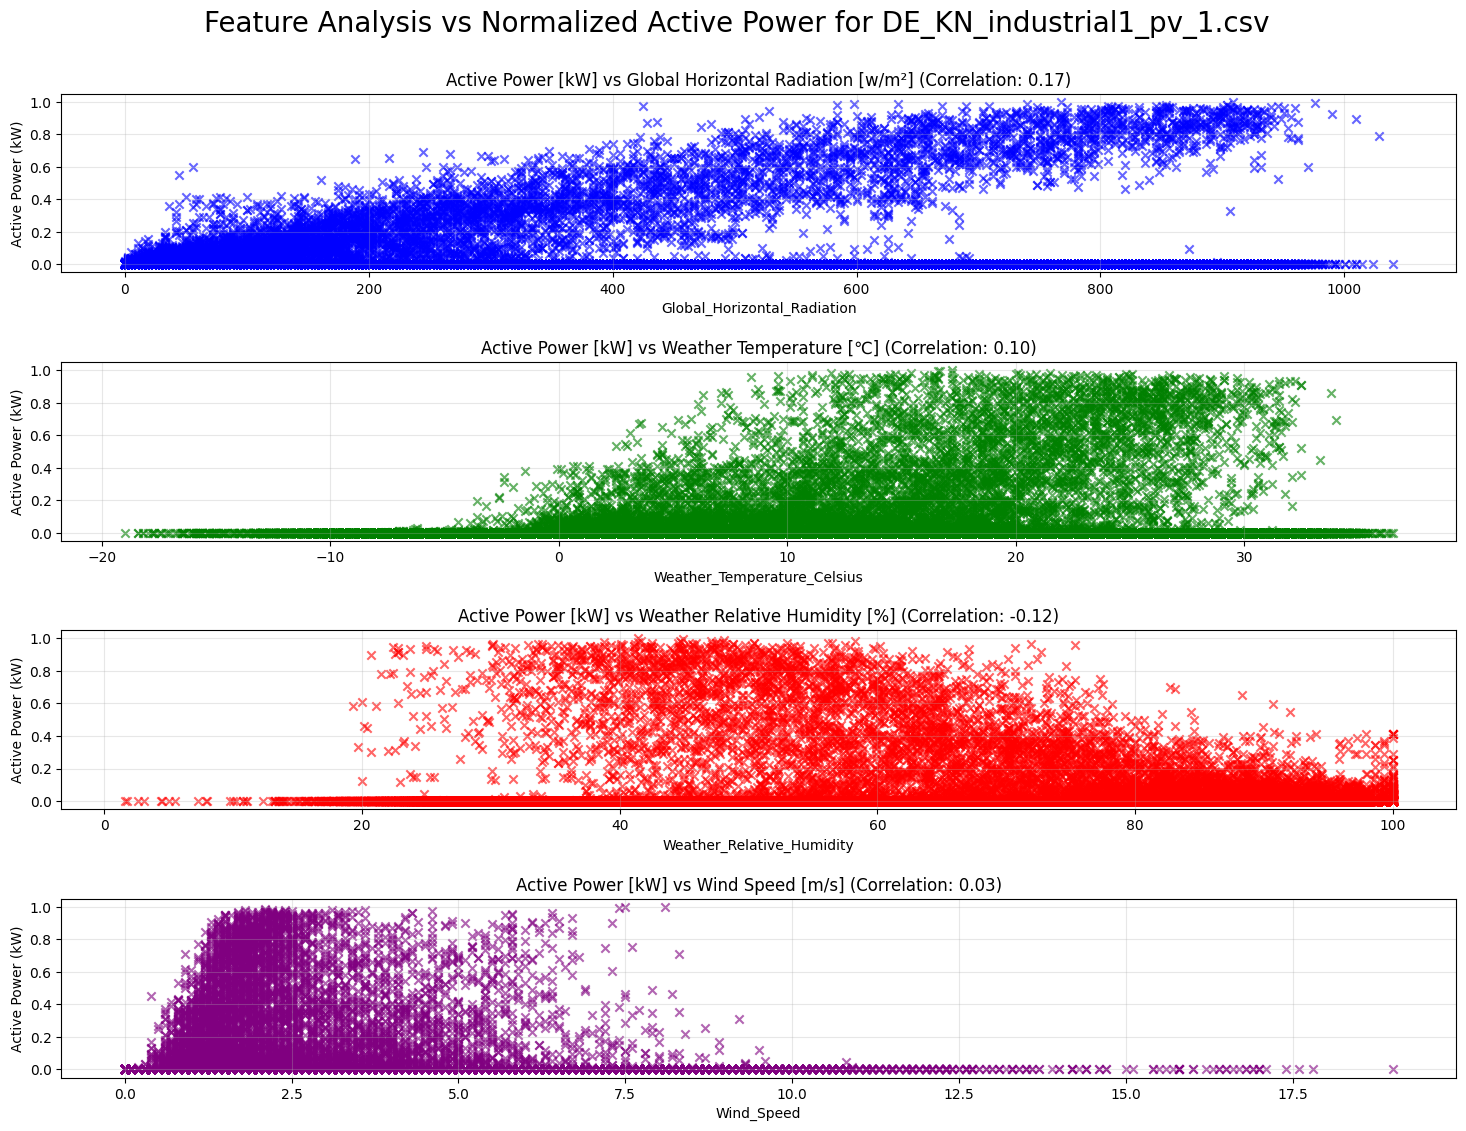 Feature Analysis vs Normalized Active Power for DE_KN_industrial1_pv_1.csv
Active Power [kW] vs Global Horizontal Radiation [w/m²] (Correlation: 0.17)
Active Power (kW)
1.0
0.8
0.6
0.4
0.2
0.0
0 200 400 600 800 1000
Global_Horizontal_Radiation
Active Power [kW] vs Weather Temperature [℃] (Correlation: 0.10)
Active Power (kW)
1.0
0.8
0.6
0.4
0.2
0.0
−20 −10 0 10 20 30
Weather_Temperature_Celsius
Active Power [kW] vs Weather Relative Humidity [%] (Correlation: -0.12)
Active Power (kW)
1.0
0.8
0.6
0.4
0.2
0.0
0 20 40 60 80 100
Weather_Relative_Humidity
Active Power [kW] vs Wind Speed [m/s] (Correlation: 0.03)
Active Power (kW)
1.0
0.8
0.6
0.4
0.2
0.0
0.0 2.5 5.0 7.5 10.0 12.5 15.0 17.5
Wind_Speed